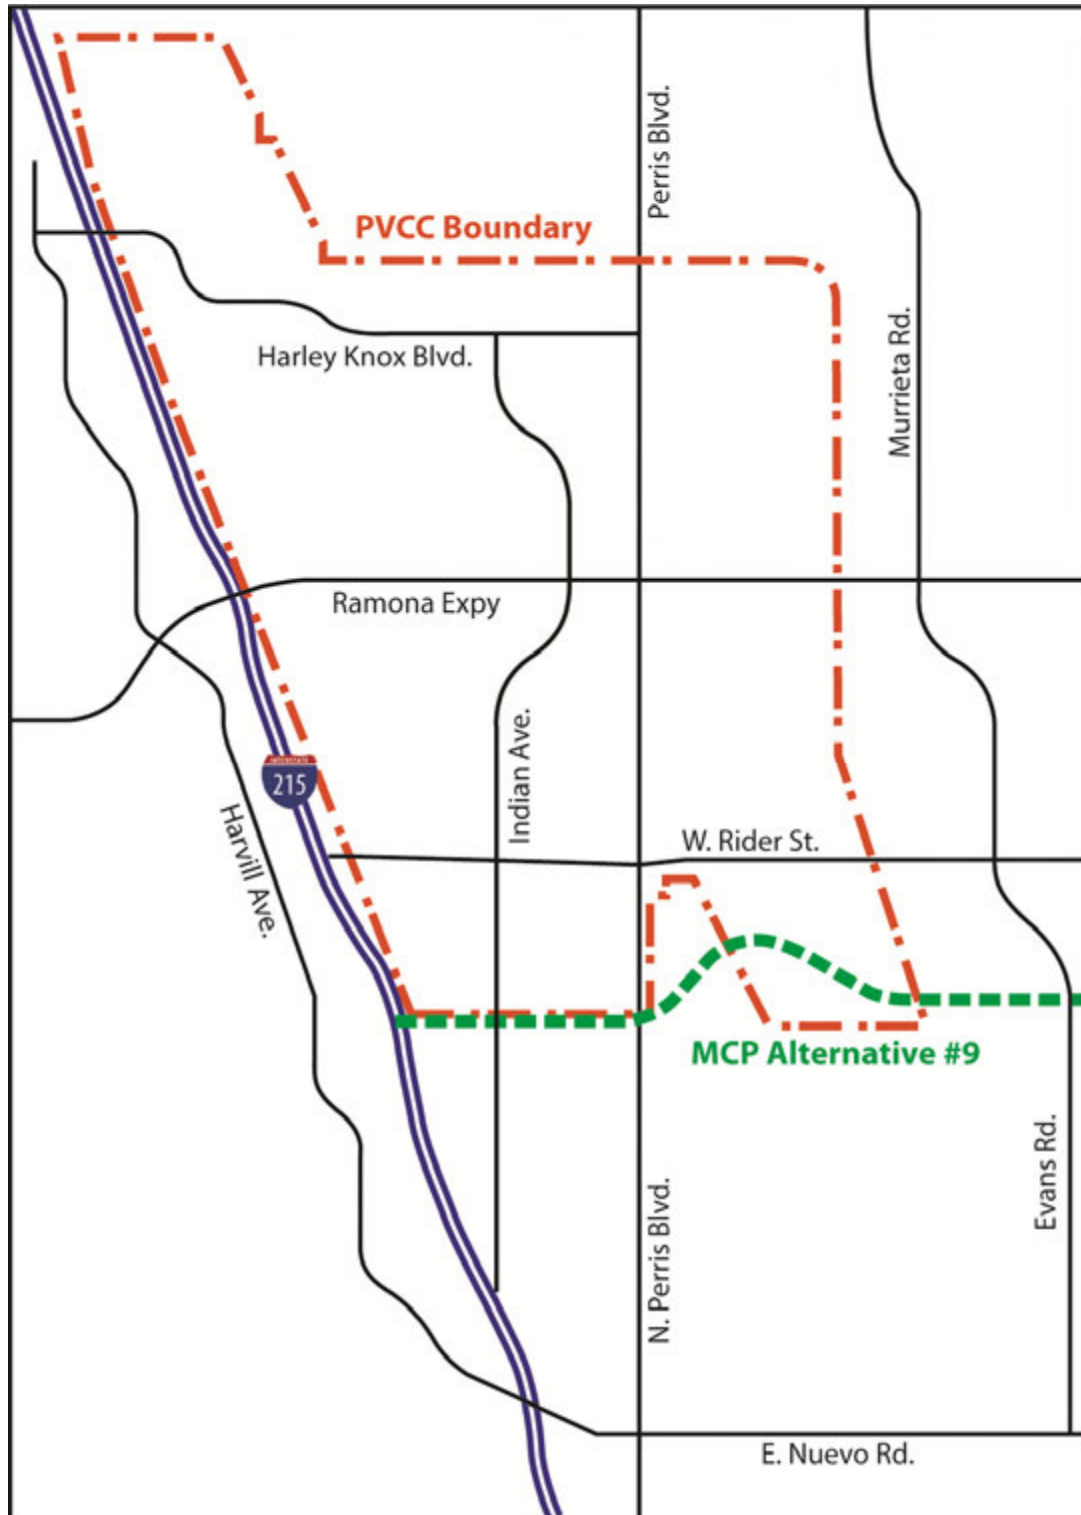 Perris Blvd.
PVCC Boundary
Harley Knox Blvd.
Murrieta Rd.
Ramona Expy
Indian Ave.
INTERSTATE
215
Harvill Ave.
W. Rider St.
MCP Alternative #9
Evans Rd.
N. Perris Blvd.
E. Nuevo Rd.